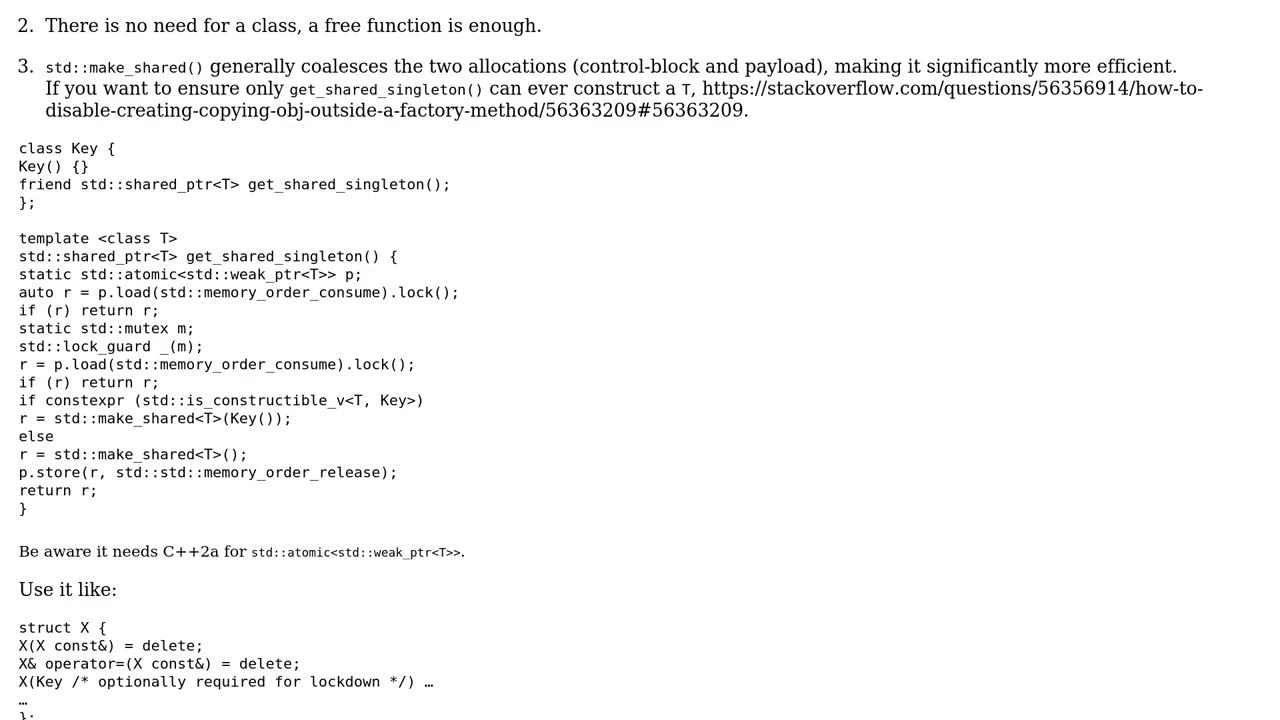 2. There is no need for a class, a free function is enough.
3. std::make_shared() generally coalesces the two allocations (control-block and payload), making it significantly more efficient.
If you want to ensure only get_shared_singleton() can ever construct a T, https://stackoverflow.com/questions/56356914/how-to-
disable-creating-copying-obj-outside-a-factory-method/56363209#56363209.
class Key {
Key() {}
friend std::shared_ptr<T> get_shared_singleton();
};
template <class T>
std::shared_ptr<T> get_shared_singleton() {
static std::atomic<std::weak_ptr<T>> p;
auto r = p.load(std::memory_order_consume).lock();
if (r) return r;
static std::mutex m;
std::lock_guard _(m);
r = p.load(std::memory_order_consume).lock();
if (r) return r;
if constexpr (std::is_constructible_v<T, Key>)
r = std::make_shared<T>(Key());
else
r = std::make_shared<T>();
p.store(r, std::std::memory_order_release);
return r;
}
Be aware it needs C++2a for std::atomic<std::weak_ptr<T>>.
Use it like:
struct X {
X(X const&) = delete;
X& operator=(X const&) = delete;
X(Key /* optionally required for lockdown */) …
…
};